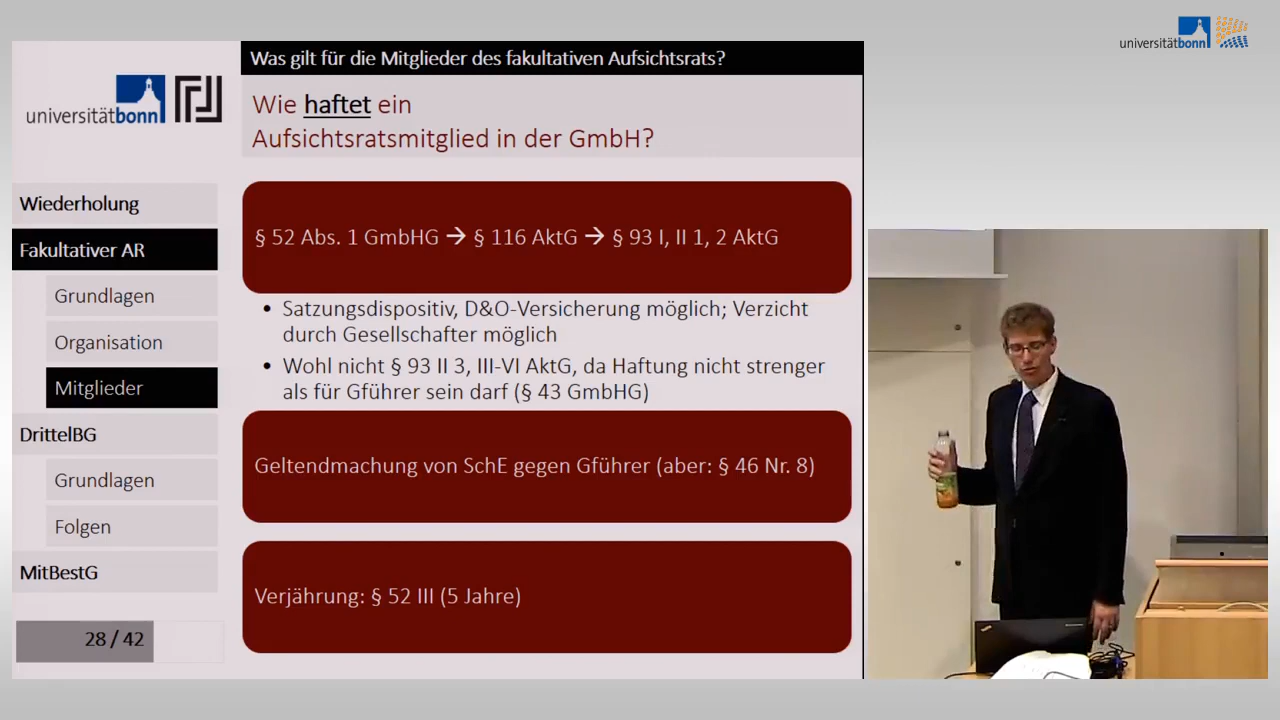 universitätbonn
Was gilt für die Mitglieder des fakultativen Aufsichtsrats?
universitätbonn
Wie haftet ein
Aufsichtsratsmitglied in der GmbH?
Wiederholung
Fakultativer AR
Grundlagen
Organisation
Mitglieder
DrittelBG
Grundlagen
Folgen
MitBestG
28 / 42
§ 52 Abs. 1 GmbHG → § 116 AktG → § 93 I, II 1, 2 AktG
• Satzungsdispositiv, D&O-Versicherung möglich; Verzicht
durch Gesellschafter möglich
• Wohl nicht § 93 II 3, III-VI AktG, da Haftung nicht strenger
als für Gführer sein darf (§ 43 GmbHG)
Geltendmachung von SchE gegen Gführer (aber: § 46 Nr. 8)
Verjährung: § 52 III (5 Jahre)